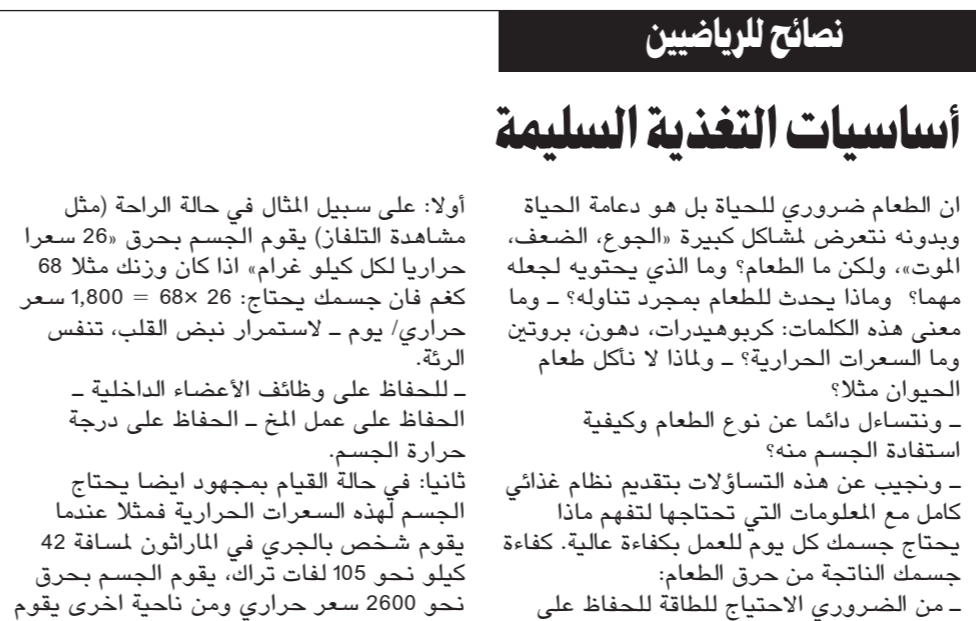 نصائح للرياضيين
أساسيات التغذية السليمة
ان الطعام ضروري للحياة بل هو دعامة الحياة
وبدونه نتعرض لمشاكل كبيرة «الجوع، الضعف،
الموت»، ولكن ما الطعام؟ وما الذي يحتويه لجعله
مهما؟ وماذا يحدث للطعام بمجرد تناوله؟ ـ وما
معنى هذه الكلمات: كربوهيدرات، دهون، بروتين
وما السعرات الحرارية؟ ـ ولماذا لا نأكل طعام
الحيوان مثلا؟
ـ ونتساءل دائما عن نوع الطعام وكيفية
استفادة الجسم منه؟
ـ ونجيب عن هذه التساؤلات بتقديم نظام غذائي
كامل مع المعلومات التي تحتاجها لتفهم ماذا
يحتاج جسمك كل يوم للعمل بكفاءة عالية. كفاءة
جسمك الناتجة من حرق الطعام:
ـ من الضروري الاحتياج للطاقة للحفاظ على
أولا: على سبيل المثال في حالة الراحة (مثل
مشاهدة التلفان) يقوم الجسم بحرق «26 سعرا
حراريا لكل كيلو غرام» اذا كان وزنك مثلا 68
كغم فان جسمك يحتاج: 26 ×68 = 1,800 سعر
حراري/ يوم ـ لاستمرار نبض القلب، تنفس
الرئة.
ـ للحفاظ على وظائف الأعضاء الداخلية ـ
الحفاظ على عمل المخ ـ الحفاظ على درجة
حرارة الجسم.
ثانيا: في حالة القيام بمجهود ايضا يحتاج
الجسم لهذه السعرات الحرارية فمثلا عندما
يقوم شخص بالجري في الماراثون لمسافة 42
كيلو نحو 105 لفات تراك، يقوم الجسم بحرق
نحو 2600 سعر حراري ومن ناحية اخرى يقوم